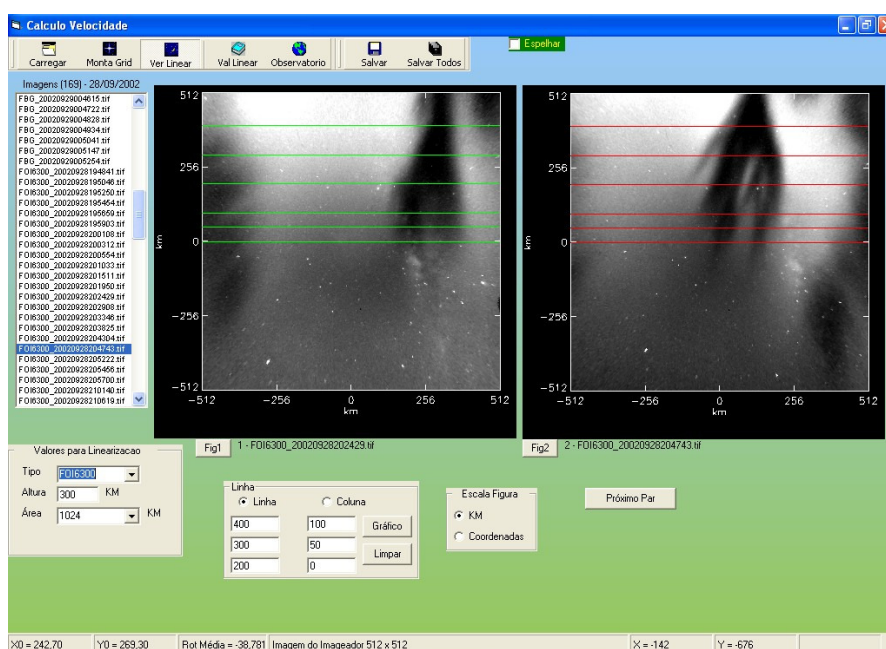 Calculo Velocidade
Carregar Monta Grid Ver Linear Val Linear Observatorio Salvar Salvar Todos
Espelhar
Imagens (169) - 28/09/2002
FBG_20020929004615.tif
FBG_20020929004722.tif
FBG_20020929004828.tif
FBG_20020929004934.tif
FBG_20020929005041.tif
FBG_20020929005147.tif
FBG_20020929005254.tif
FOI6300_20020928194841.tif
FOI6300_20020928195046.tif
FOI6300_20020928195250.tif
FOI6300_20020928195454.tif
FOI6300_20020928195659.tif
FOI6300_20020928195903.tif
FOI6300_20020928200108.tif
FOI6300_20020928200312.tif
FOI6300_20020928200554.tif
FOI6300_20020928201033.tif
FOI6300_20020928201511.tif
FOI6300_20020928201950.tif
FOI6300_20020928202429.tif
FOI6300_20020928202908.tif
FOI6300_20020928203346.tif
FOI6300_20020928203825.tif
FOI6300_20020928204304.tif
FOI6300_20020928204743.tif
FOI6300_20020928205222.tif
FOI6300_20020928205456.tif
FOI6300_20020928205700.tif
FOI6300_20020928210140.tif
FOI6300_20020928210619.tif
512
256
0
-256
-512
km
-512 -256 0 256 512
km
512
256
0
-256
-512
km
-512 -256 0 256 512
km
Fig1 1 - FOI6300_20020928202429.tif
Fig2 2 - FOI6300_20020928204743.tif
Valores para Linearizacao
Tipo FOI6300
Altura 300 KM
Área 1024 KM
Linha
Linha Coluna
400 100 Gráfico
300 50 Limpar
200 0
Escala Figura
KM
Coordenadas
Próximo Par
X0 = 242,70 Y0 = 269,30 Rot Média = -38,781 Imagem do Imageador 512 x 512 X = -142 Y = -676